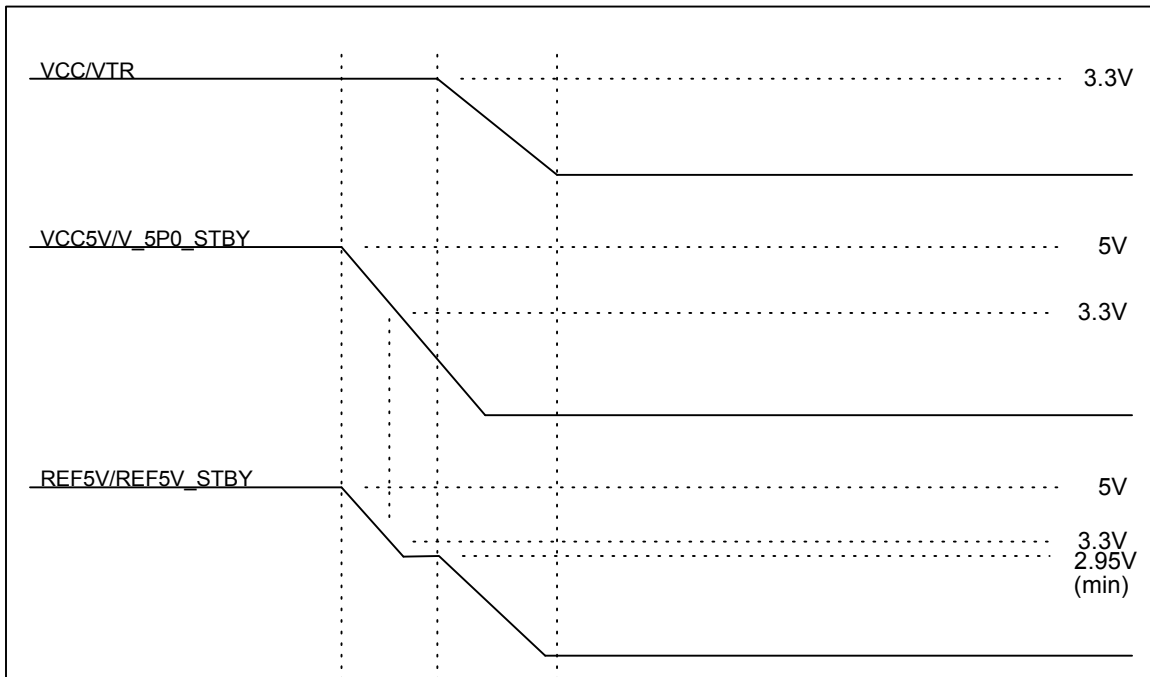 VCC/VTR
3.3V
VCC5V/V_5P0_STBY
5V
3.3V
REF5V/REF5V_STBY
5V
3.3V
2.95V
(min)